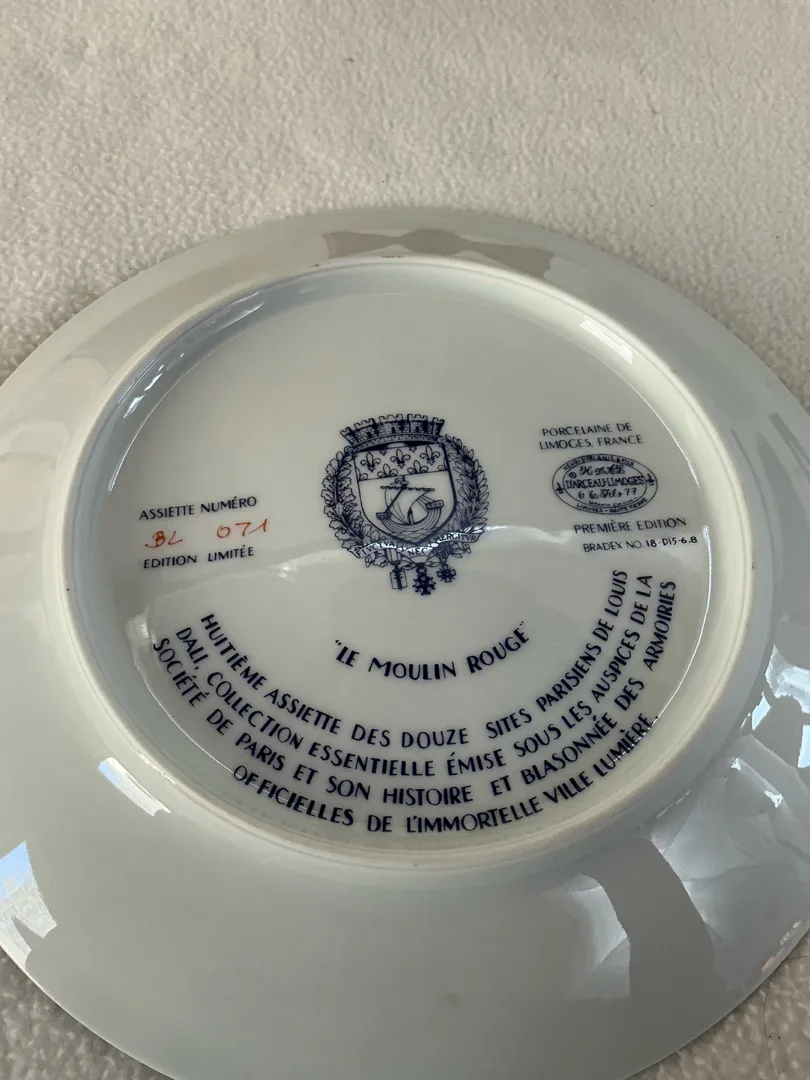 PORCELAINE DE
LIMOGES, FRANCE
D'ARCEAU-LIMOGES
PREMIÈRE EDITION
BRADEX NO. 18-D15-6.8
ASSIETTE NUMÉRO
BL 071
EDITION LIMITÉE
"LE MOULIN ROUGE"
HUITIÈME ASSIETTE DES DOUZE SITES PARISIENS DE LOUIS
DALI, COLLECTION ESSENTIELLE ÉMISE SOUS LES AUSPICES DE LA
SOCIÉTÉ DE PARIS ET SON HISTOIRE ET BLASONNÉE DES ARMOIRIES
OFFICIELLES DE L'IMMORTELLE VILLE LUMIÈRE